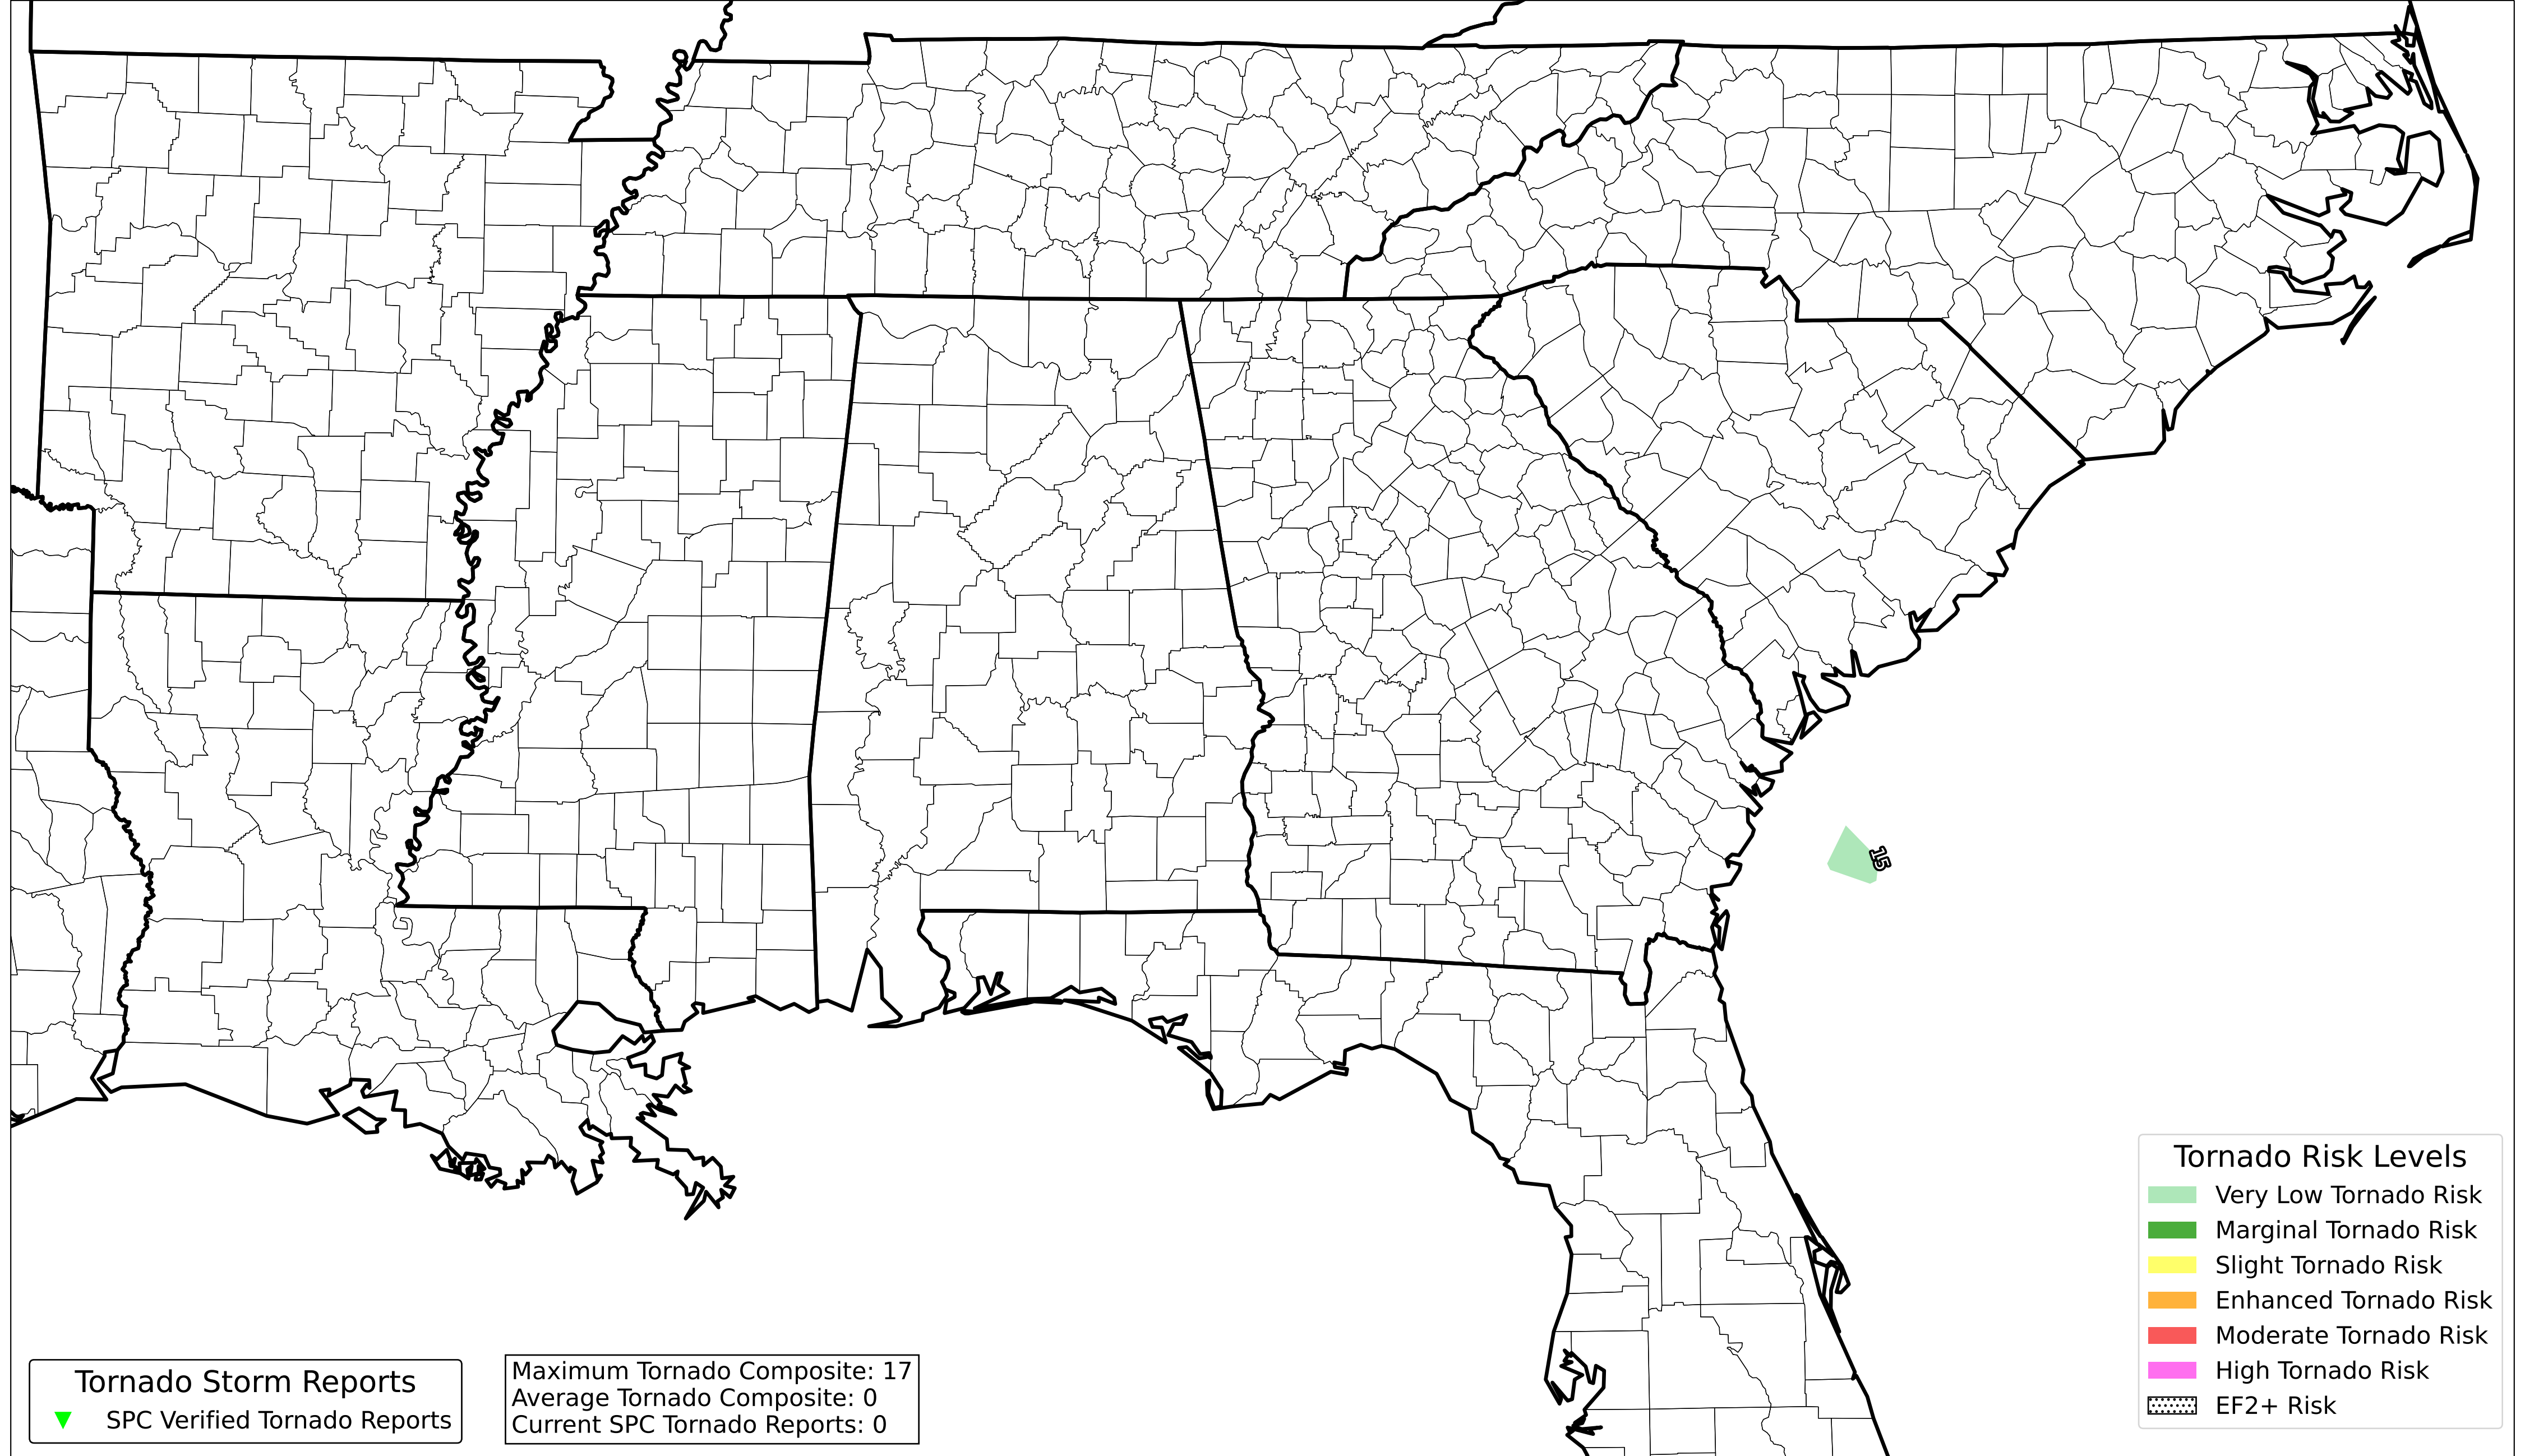 15
Tornado Risk Levels
Very Low Tornado Risk
Marginal Tornado Risk
Slight Tornado Risk
Enhanced Tornado Risk
Moderate Tornado Risk
High Tornado Risk
EF2+ Risk
Tornado Storm Reports
SPC Verified Tornado Reports
Maximum Tornado Composite: 17
Average Tornado Composite: 0
Current SPC Tornado Reports: 0